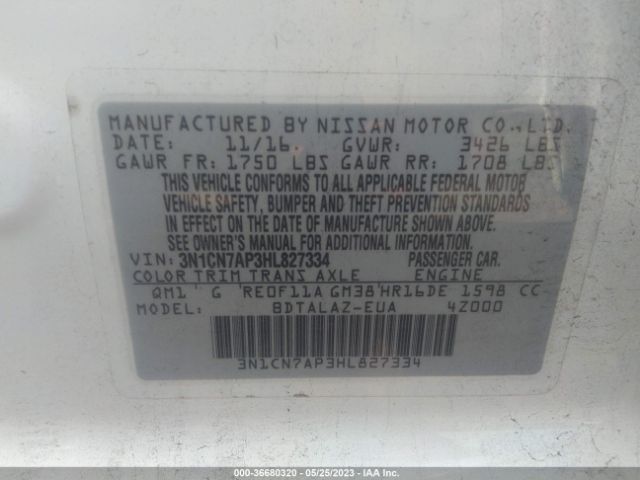 MANUFACTURED BY NISSAN MOTOR CO., LTD.
DATE: 11/16 GVWR: 3426 LBS
GAWR FR: 1750 LBS GAWR RR: 1708 LBS
THIS VEHICLE CONFORMS TO ALL APPLICABLE FEDERAL MOTOR
VEHICLE SAFETY, BUMPER AND THEFT PREVENTION STANDARDS
IN EFFECT ON THE DATE OF MANUFACTURE SHOWN ABOVE.
SEE OWNER'S MANUAL FOR ADDITIONAL INFORMATION.
VIN: 3N1CN7AP3HL827334 PASSENGER CAR.
COLOR TRIM TRANS AXLE ENGINE
QM1 G RE0F11A GM38 HR16DE 1598 CC
MODEL: BDTALAZ-EUA 4Z000
3N1CN7AP3HL827334
000-36680320 - 05/25/2023 - IAA, Inc.